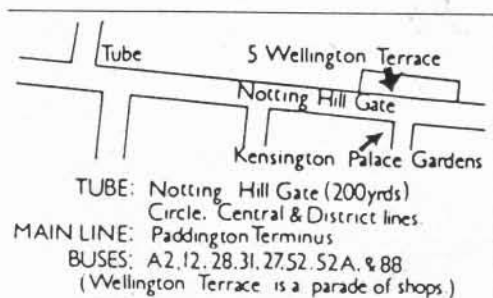 Tube
5 Wellington Terrace
Notting Hill Gate
Kensington Palace Gardens
TUBE: Notting Hill Gate (200yrds)
Circle. Central & District lines.
MAIN LINE: Paddington Terminus
BUSES: A2, 12, 28, 31, 27, 52, 52A, & 88
(Wellington Terrace is a parade of shops.)